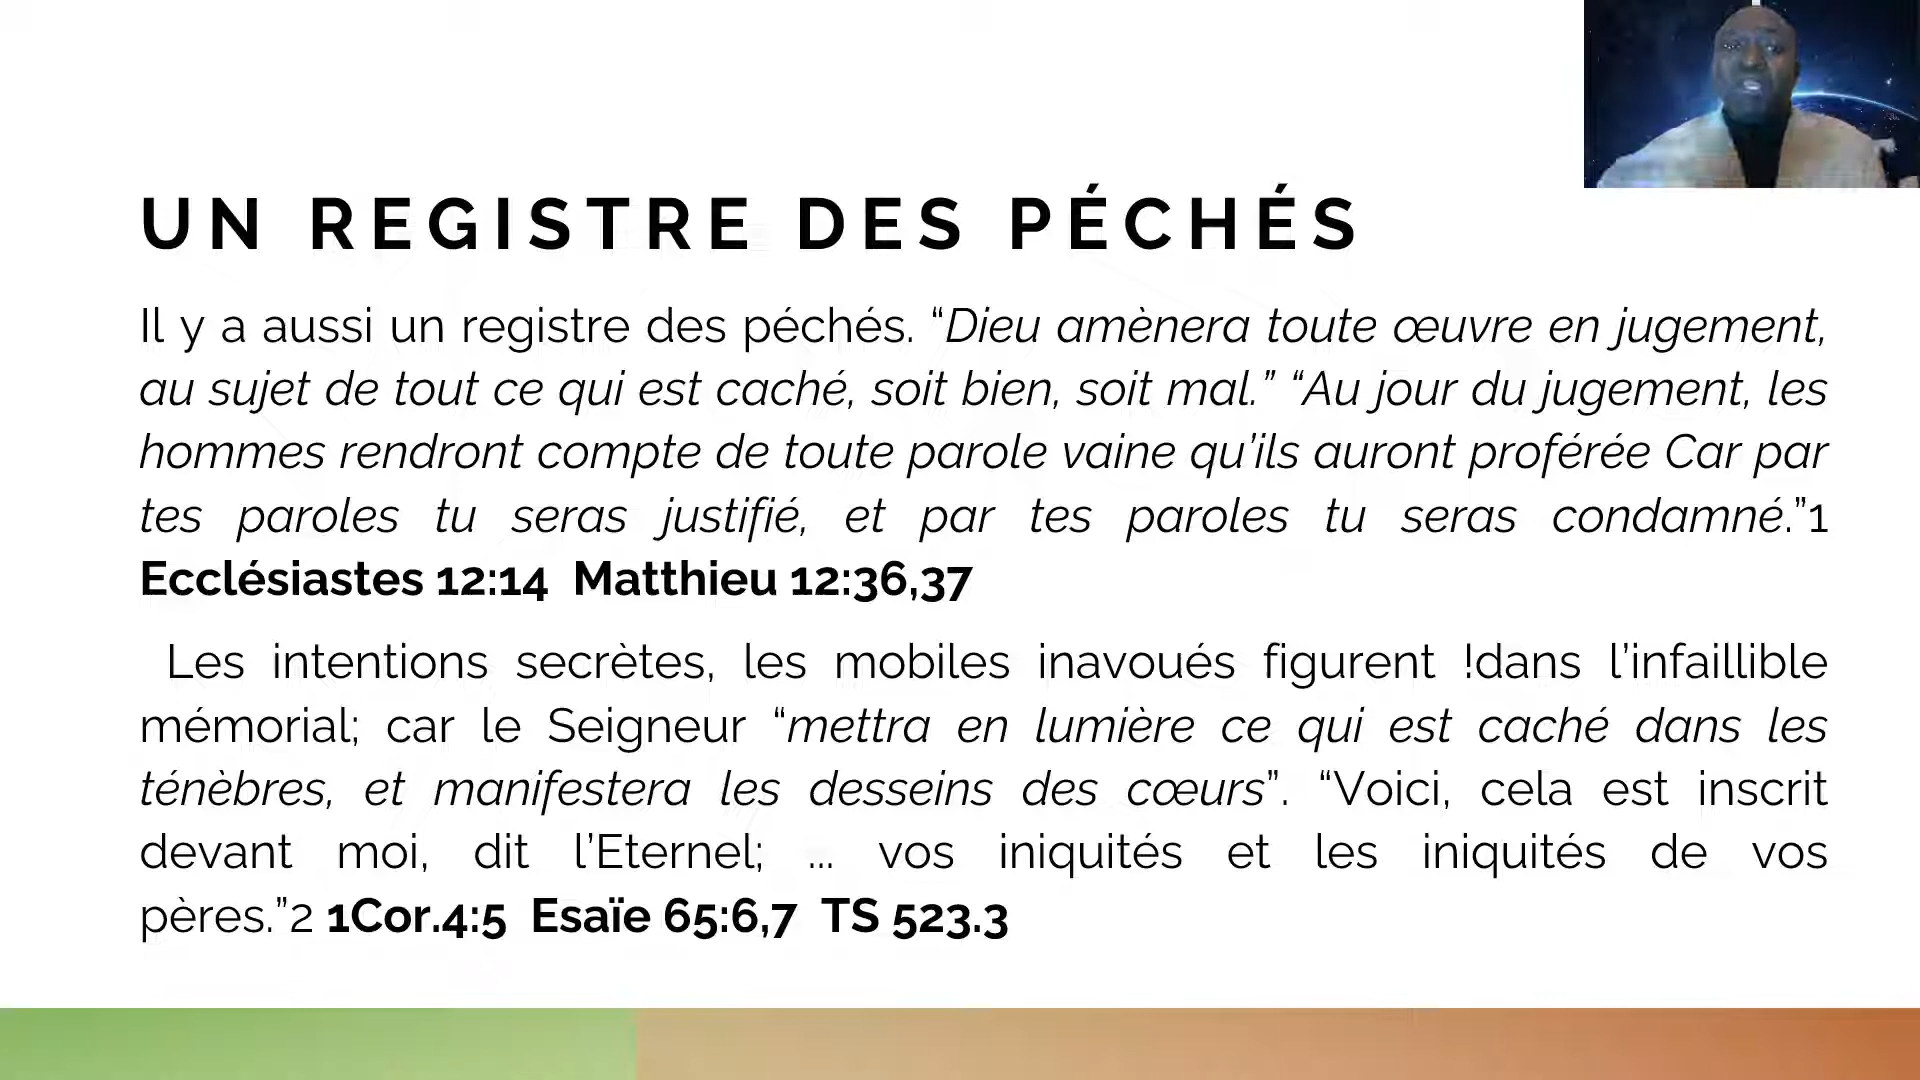 UN REGISTRE DES PÉCHÉS
Il y a aussi un registre des péchés. “Dieu amènera toute œuvre en jugement,
au sujet de tout ce qui est caché, soit bien, soit mal.” “Au jour du jugement, les
hommes rendront compte de toute parole vaine qu’ils auront proférée Car par
tes paroles tu seras justifié, et par tes paroles tu seras condamné.”1
Ecclésiastes 12:14 Matthieu 12:36,37
Les intentions secrètes, les mobiles inavoués figurent !dans l’infaillible
mémorial; car le Seigneur “mettra en lumière ce qui est caché dans les
ténèbres, et manifestera les desseins des cœurs”. “Voici, cela est inscrit
devant moi, dit l’Eternel; ... vos iniquités et les iniquités de vos
pères.”2 1Cor.4:5 Esaïe 65:6,7 TS 523.3